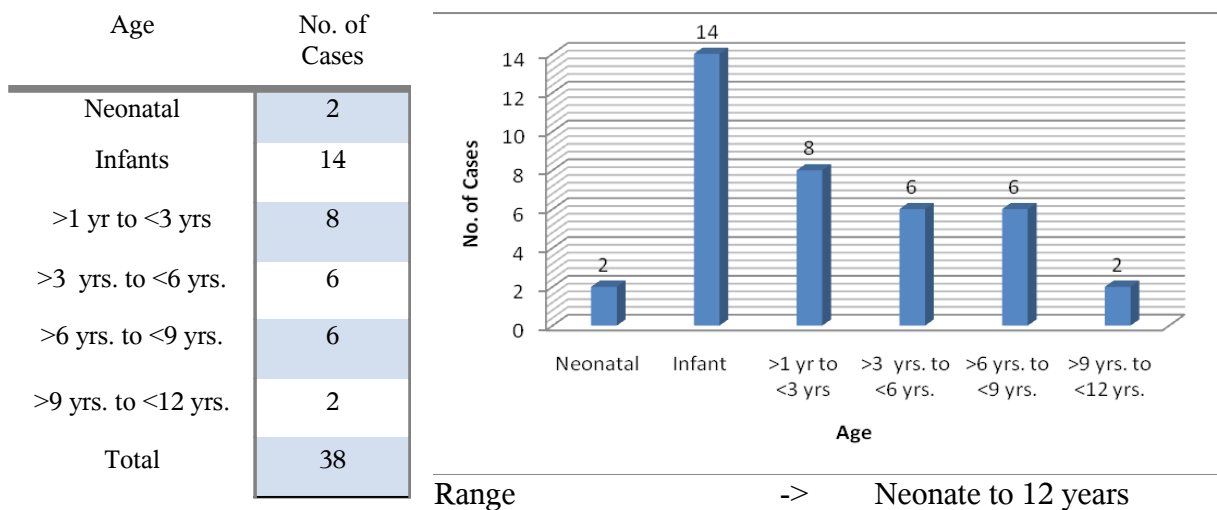 Age No. of
Cases
Neonatal 2
Infants 14
>1 yr to <3 yrs 8
>3 yrs. to <6 yrs. 6
>6 yrs. to <9 yrs. 6
>9 yrs. to <12 yrs. 2
Total 38
No. of Cases
14
12
10
8
6
4
2
0
2
14
8
6
6
2
Neonatal Infant >1 yr to >3 yrs. to >6 yrs. to >9 yrs. to
<3 yrs <6 yrs. <9 yrs. <12 yrs.
Age
Range -> Neonate to 12 years